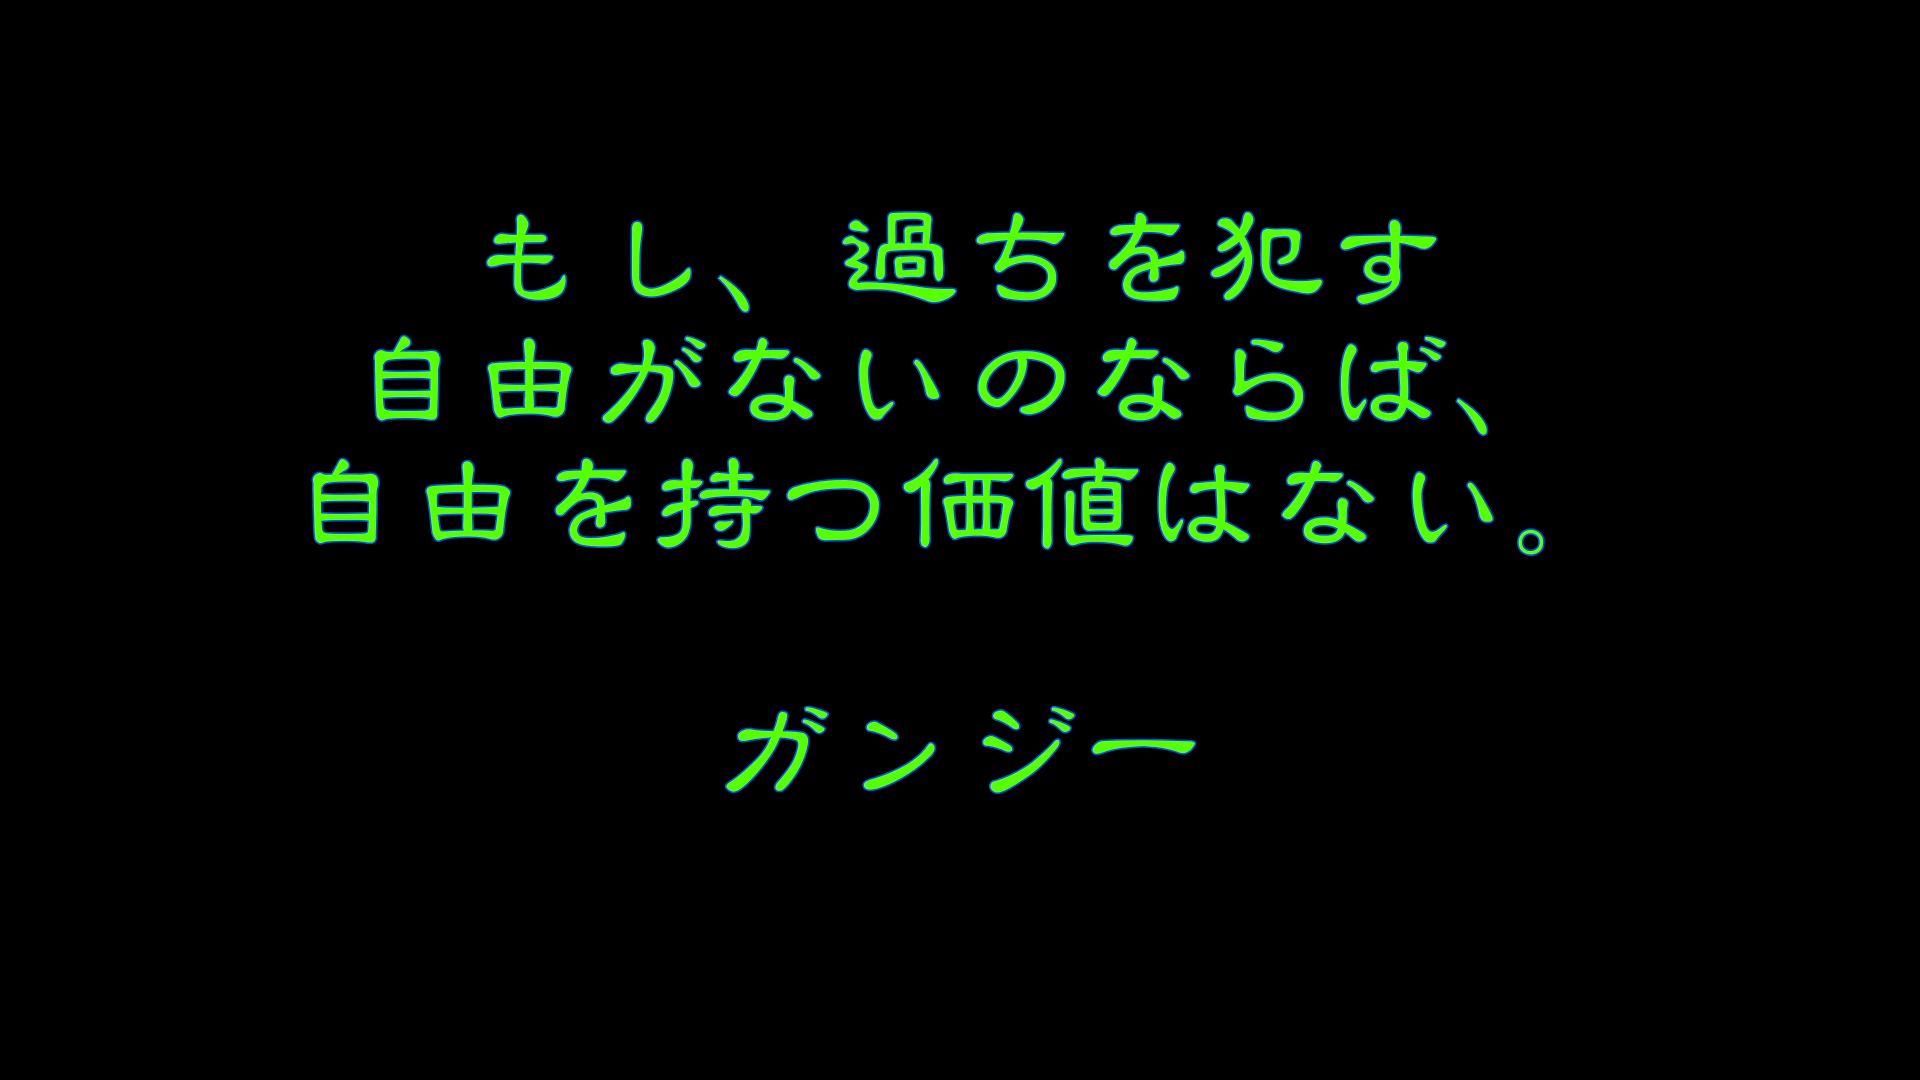 もし、過ちを犯す
自由がないのならば、
自由を持つ価値はない。
ガンジー